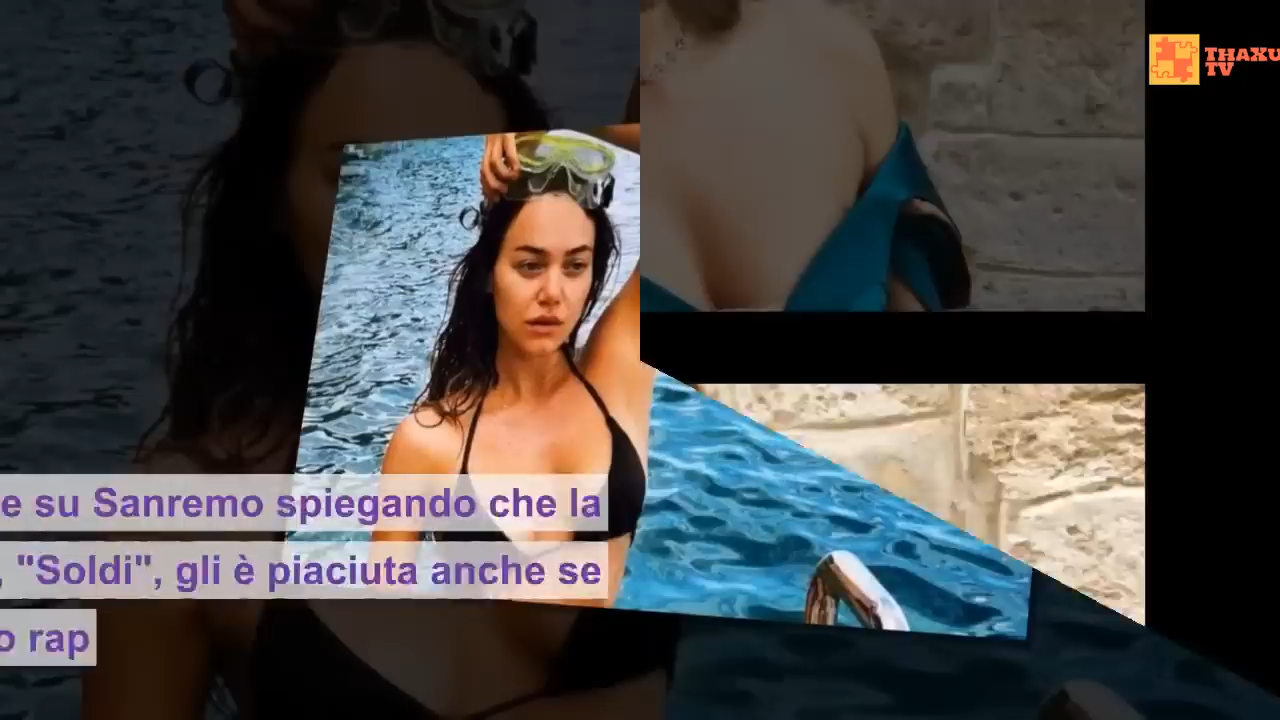 THAXU
TV
e su Sanremo spiegando che la
, "Soldi", gli è piaciuta anche se
o rap